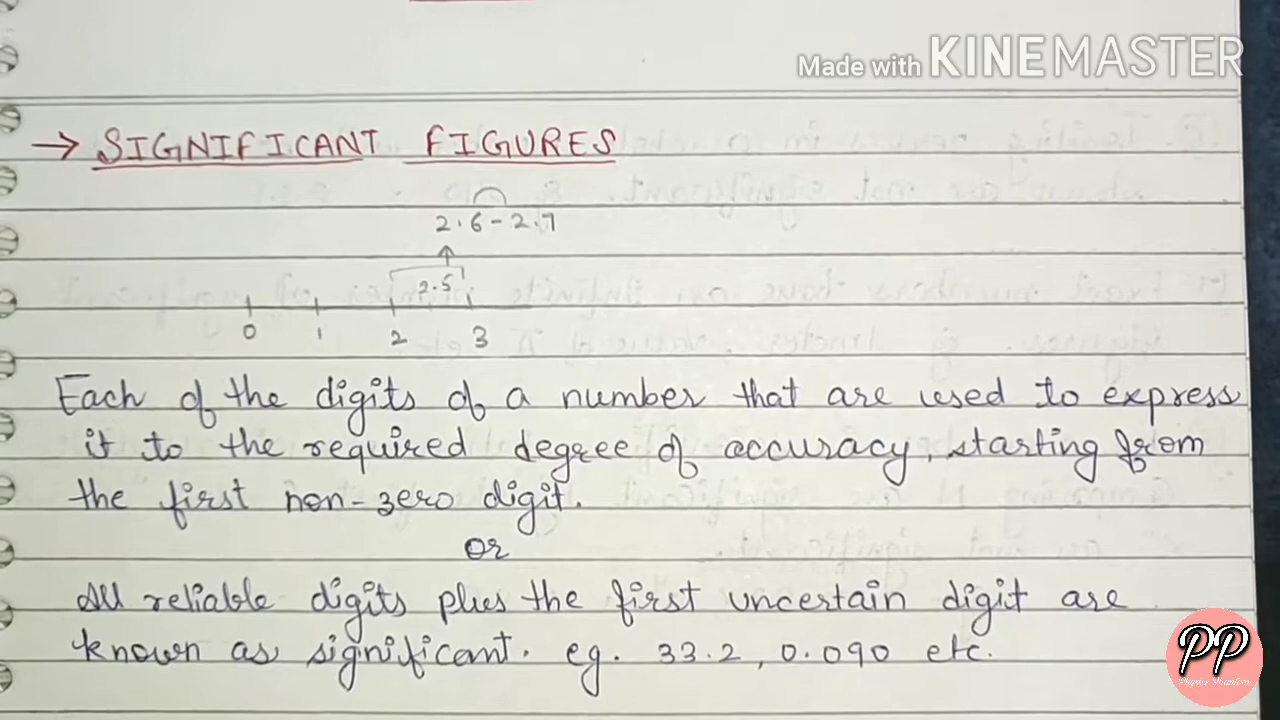 Made with KINEMASTER
→ SIGNIFICANT FIGURES
2.6 - 2.7
2.5
0 1 2 3
Each of the digits of a number that are used to express
it to the required degree of accuracy, starting from
the first non-zero digit.
or
All reliable digits plus the first uncertain digit are
known as significant. eg. 33.2, 0.090 etc.
PP
Physics Phantom